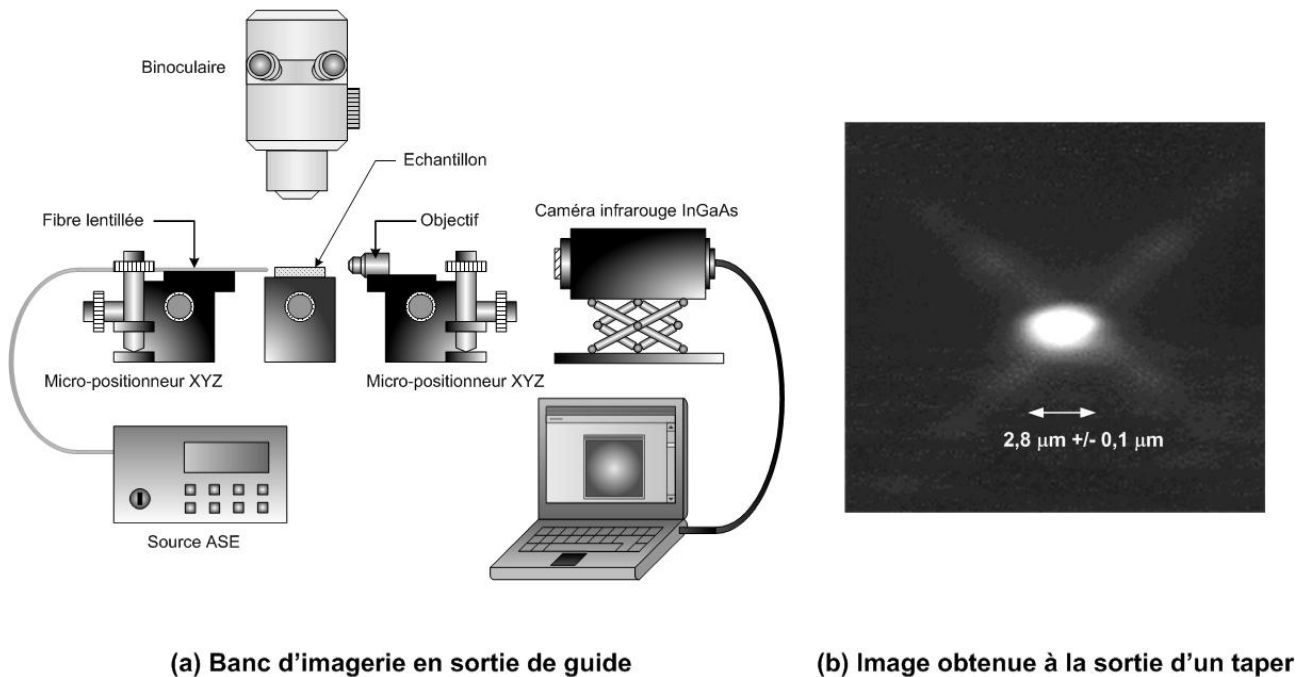 Binoculaire
Echantillon
Fibre lentillée
Objectif
Caméra infrarouge InGaAs
Micro-positionneur XYZ
Micro-positionneur XYZ
Source ASE
2,8 µm +/- 0,1 µm
(a) Banc d'imagerie en sortie de guide
(b) Image obtenue à la sortie d'un taper